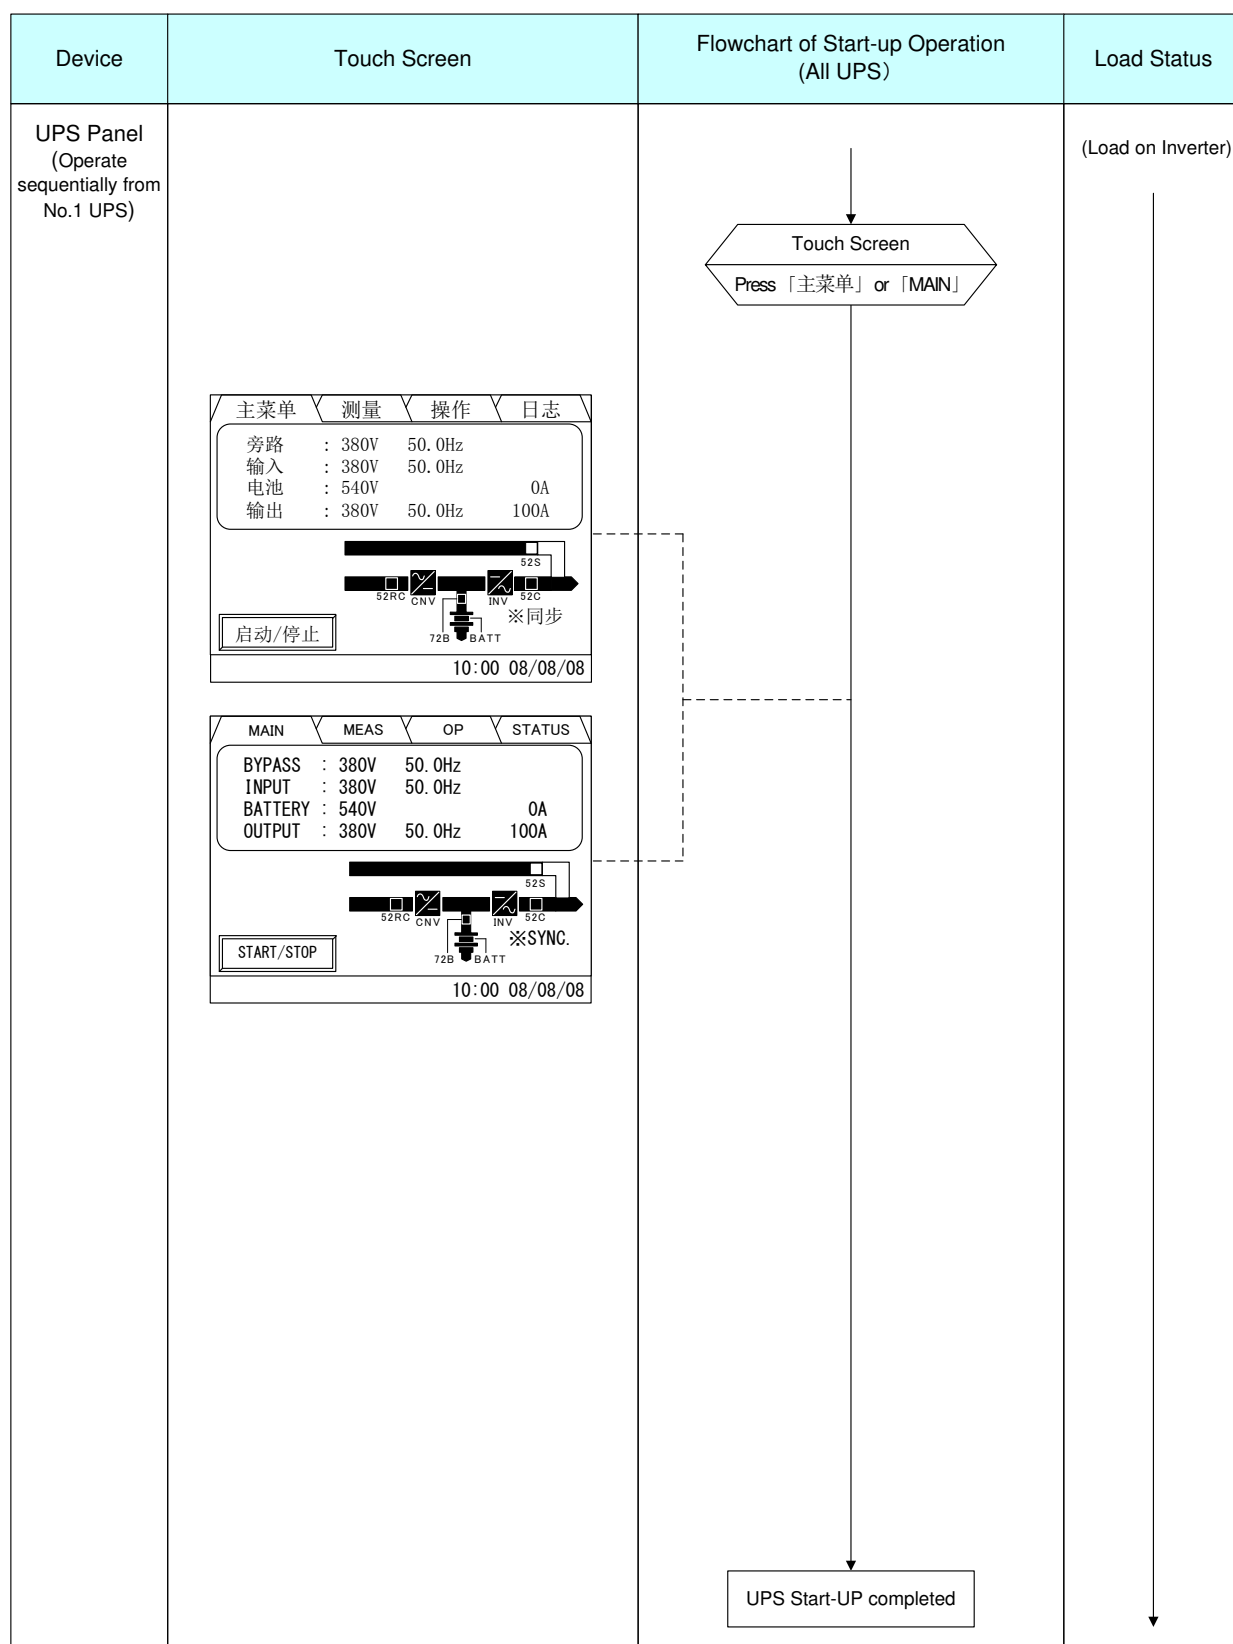 Device
Touch Screen
Flowchart of Start-up Operation
(All UPS）
Load Status
UPS Panel
(Operate
sequentially from
No.1 UPS)
(Load on Inverter)
Touch Screen
Press「主菜单」or「MAIN」
主菜单 测量 操作 日志
旁路 : 380V 50.0Hz
输入 : 380V 50.0Hz
电池 : 540V 0A
输出 : 380V 50.0Hz 100A
52S
52RC CNV INV 52C
※同步
启动/停止
72B BATT
10:00 08/08/08
MAIN MEAS OP STATUS
BYPASS : 380V 50.0Hz
INPUT : 380V 50.0Hz
BATTERY : 540V 0A
OUTPUT : 380V 50.0Hz 100A
52S
52RC CNV INV 52C
※SYNC.
START/STOP
72B BATT
10:00 08/08/08
UPS Start-UP completed